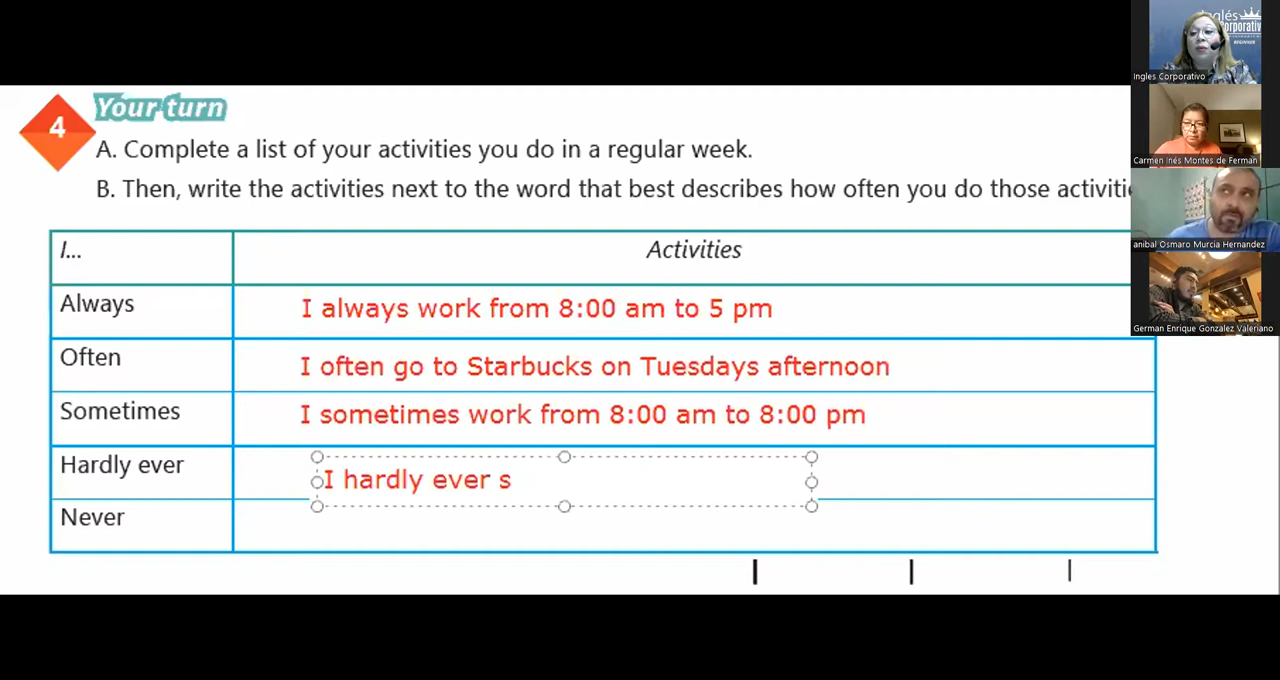 Inglés
Corporativo
BEGINNER
Ingles Corporativo
Carmen Inés Montes de Ferman
anibal Osmaro Murcia Hernandez
German Enrique Gonzalez Valeriano
4
Your turn
A. Complete a list of your activities you do in a regular week.
B. Then, write the activities next to the word that best describes how often you do those activiti
I... Activities
Always I always work from 8:00 am to 5 pm
Often I often go to Starbucks on Tuesdays afternoon
Sometimes I sometimes work from 8:00 am to 8:00 pm
Hardly ever I hardly ever s
Never